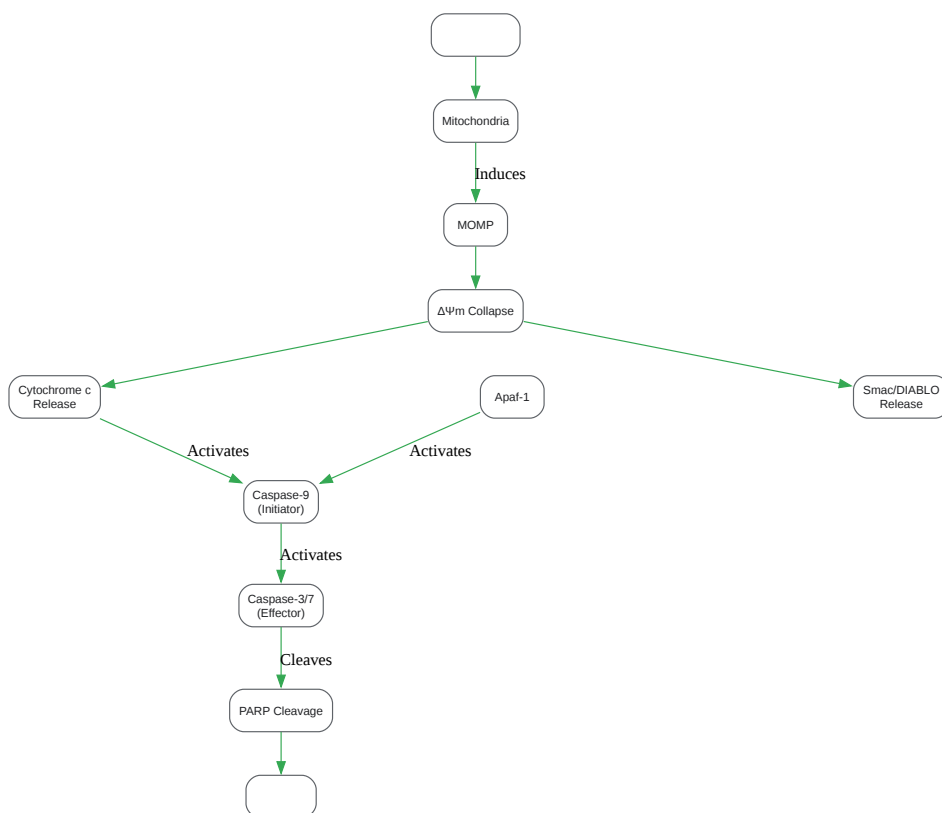 Mitochondria
Induces
MOMP
ΔΨm Collapse
Cytochrome c
Release
Apaf-1
Smac/DIABLO
Release
Activates
Activates
Caspase-9
(Initiator)
Activates
Caspase-3/7
(Effector)
Cleaves
PARP Cleavage